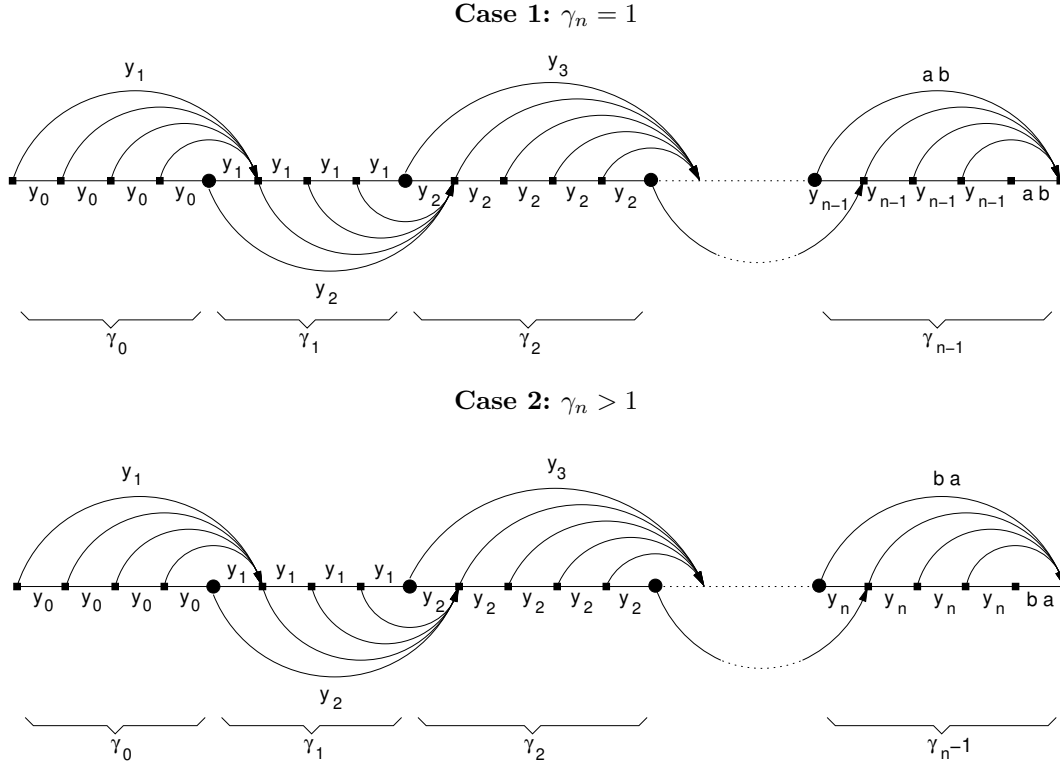 Case 1: γₙ = 1
y₁ y₃ a b
y₁ y₁ y₁ y₁
y₀ y₀ y₀ y₀ y₂ y₂ y₂ y₂ y₂ yₙ₋₁ yₙ₋₁ yₙ₋₁ yₙ₋₁ a b
y₂
γ₀ γ₁ γ₂ γₙ₋₁
Case 2: γₙ > 1
y₁ y₃ b a
y₁ y₁ y₁ y₁
y₀ y₀ y₀ y₀ y₂ y₂ y₂ y₂ y₂ yₙ yₙ yₙ yₙ b a
y₂
γ₀ γ₁ γ₂ γₙ₋₁